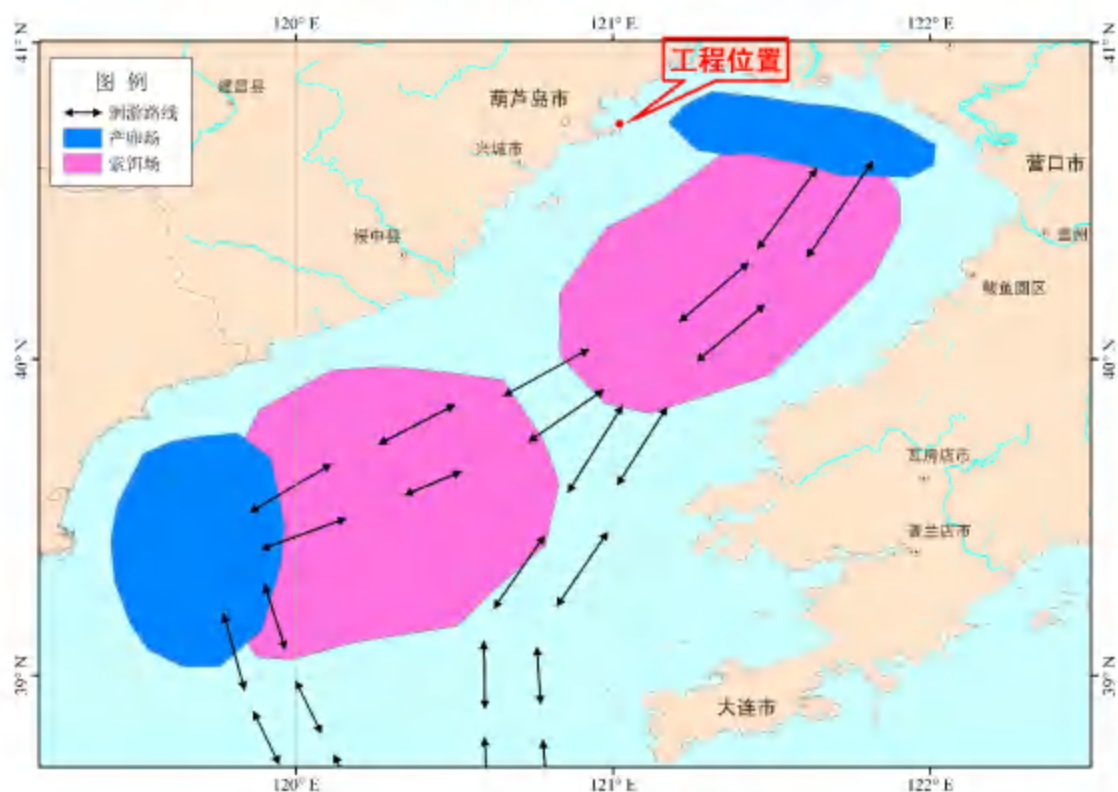 120° E
121° E
122° E
41° N
41° N
工程位置
图 例
洄游路线
产卵场
索饵场
建昌县
葫芦岛市
兴城市
营口市
绥中县
盖州
鲅鱼圈区
40° N
40° N
瓦房店市
普兰店市
39° N
39° N
大连市
120° E
121° E
122° E